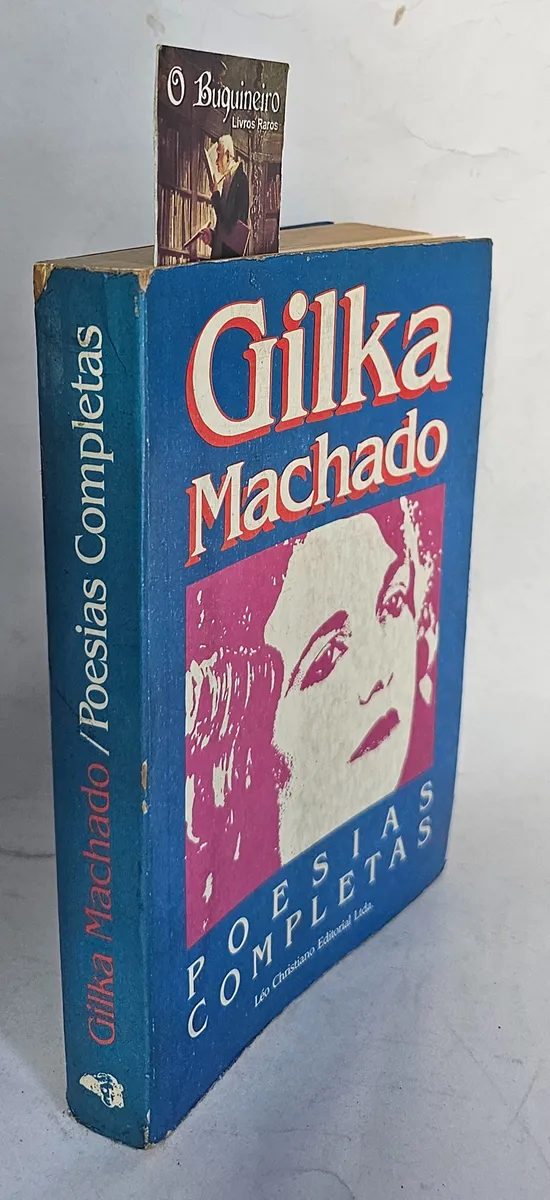 O Buquineiro
Livros Raros
Gilka
Machado
POESIAS
COMPLETAS
Léo Christiano Editorial Ltda.
Gilka Machado / Poesias Completas